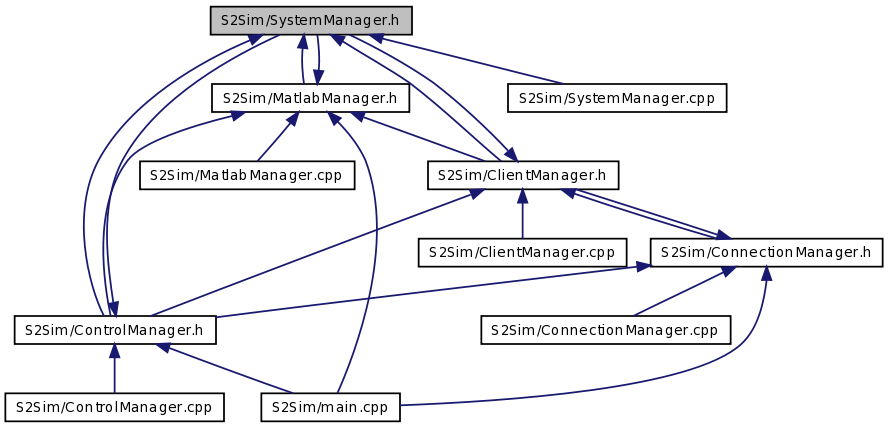 S2Sim/SystemManager.h
S2Sim/MatlabManager.h
S2Sim/SystemManager.cpp
S2Sim/MatlabManager.cpp
S2Sim/ClientManager.h
S2Sim/ClientManager.cpp
S2Sim/ConnectionManager.h
S2Sim/ControlManager.h
S2Sim/ConnectionManager.cpp
S2Sim/ControlManager.cpp
S2Sim/main.cpp